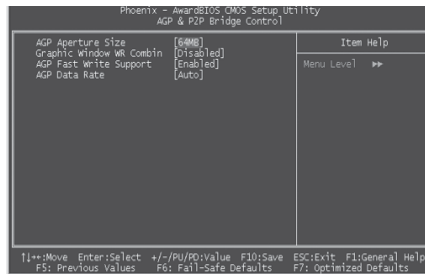 Phoenix - AwardBIOS CMOS Setup Utility
AGP & P2P Bridge Control
AGP Aperture Size [64MB]
Graphic Window WR Combin [Disabled]
AGP Fast Write Support [Enabled]
AGP Data Rate [Auto]
Item Help
Menu Level ▸▸
↑↓↔:Move Enter:Select +/-/PU/PD:Value F10:Save ESC:Exit F1:General Help
F5: Previous Values F6: Fail-Safe Defaults F7: Optimized Defaults